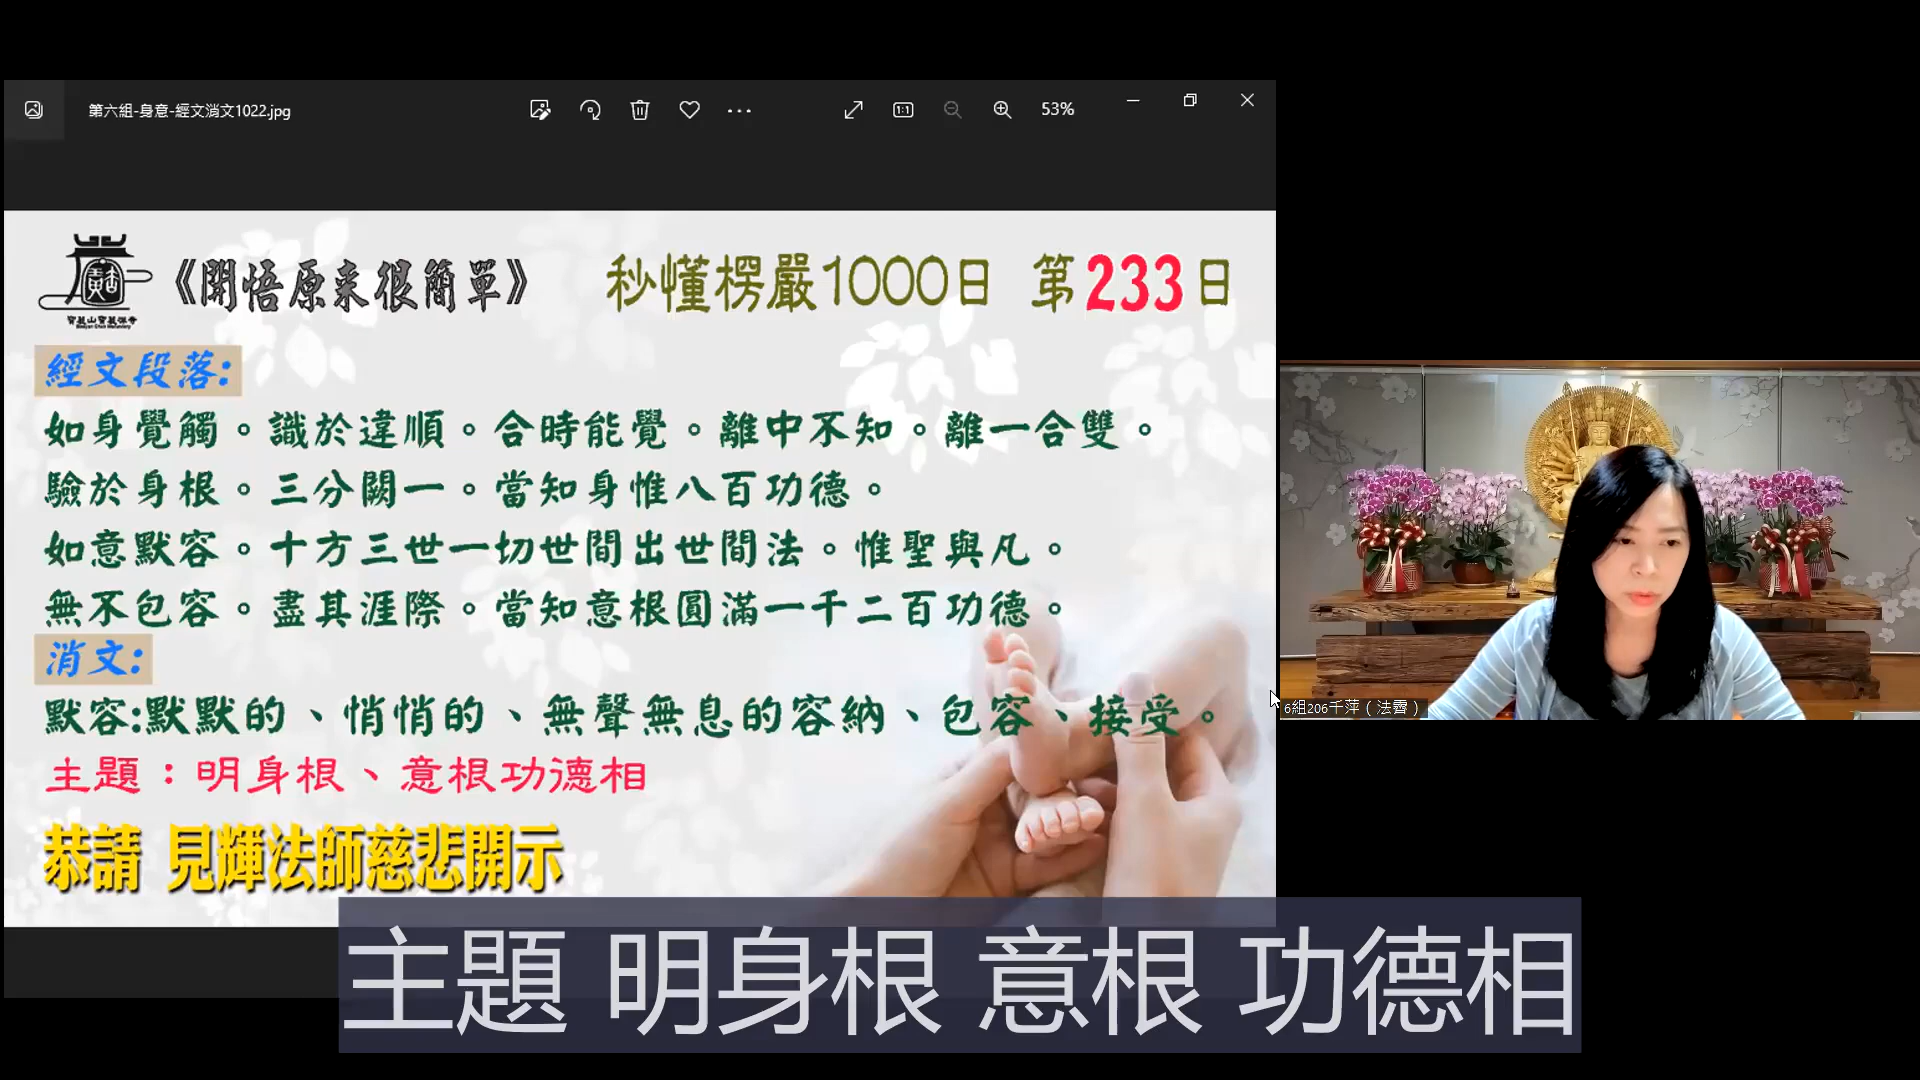 第六組-身意-經文消文1022.jpg
53%
《開悟原來很簡單》 秒懂楞嚴1000日 第233日
經文段落:
如身覺觸。識於違順。合時能覺。離中不知。離一合雙。
驗於身根。三分闕一。當知身惟八百功德。
如意默容。十方三世一切世間出世間法。惟聖與凡。
無不包容。盡其涯際。當知意根圓滿一千二百功德。
消文:
默容:默默的、悄悄的、無聲無息的容納、包容、接受。
主題：明身根、意根功德相
恭請 見輝法師慈悲開示
6組206千萍（法霽）
主題 明身根 意根 功德相